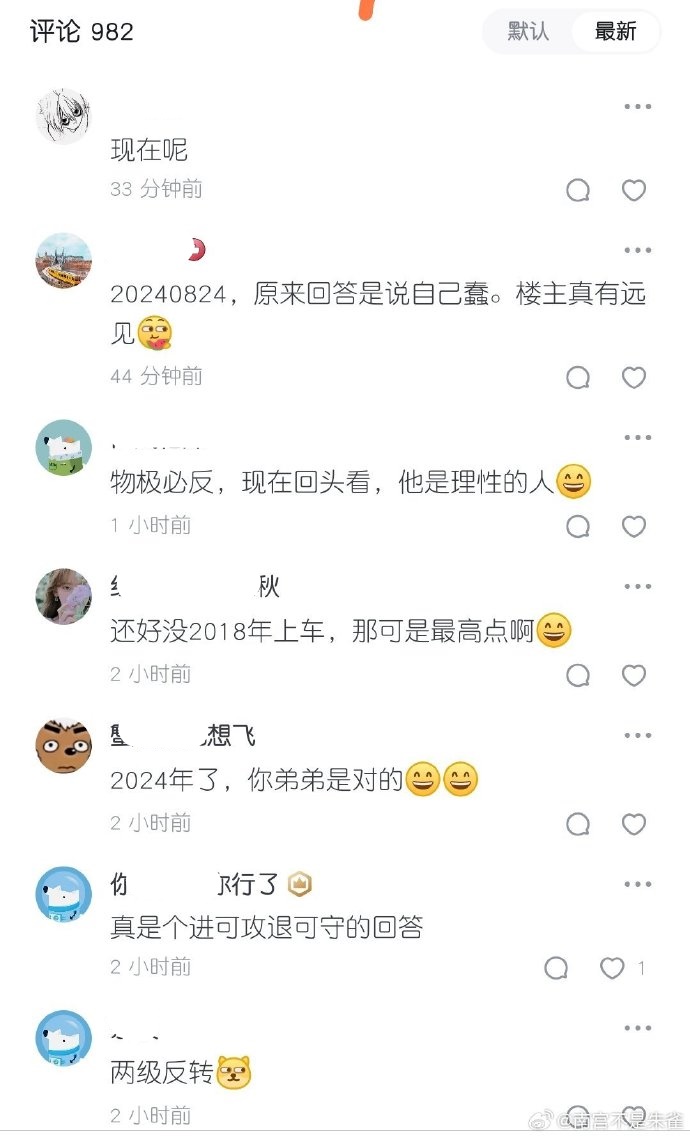 评论 982
默认
最新
现在呢
33 分钟前
20240824，原来回答是说自己蠢。楼主真有远
见
44 分钟前
物极必反，现在回头看，他是理性的人
1 小时前
秋
还好没2018年上车，那可是最高点啊
2 小时前
想飞
2024年了，你弟弟是对的
2 小时前
你 尔行了
真是个进可攻退可守的回答
2 小时前
1
两级反转
2 小时前
@南宫不是朱雀